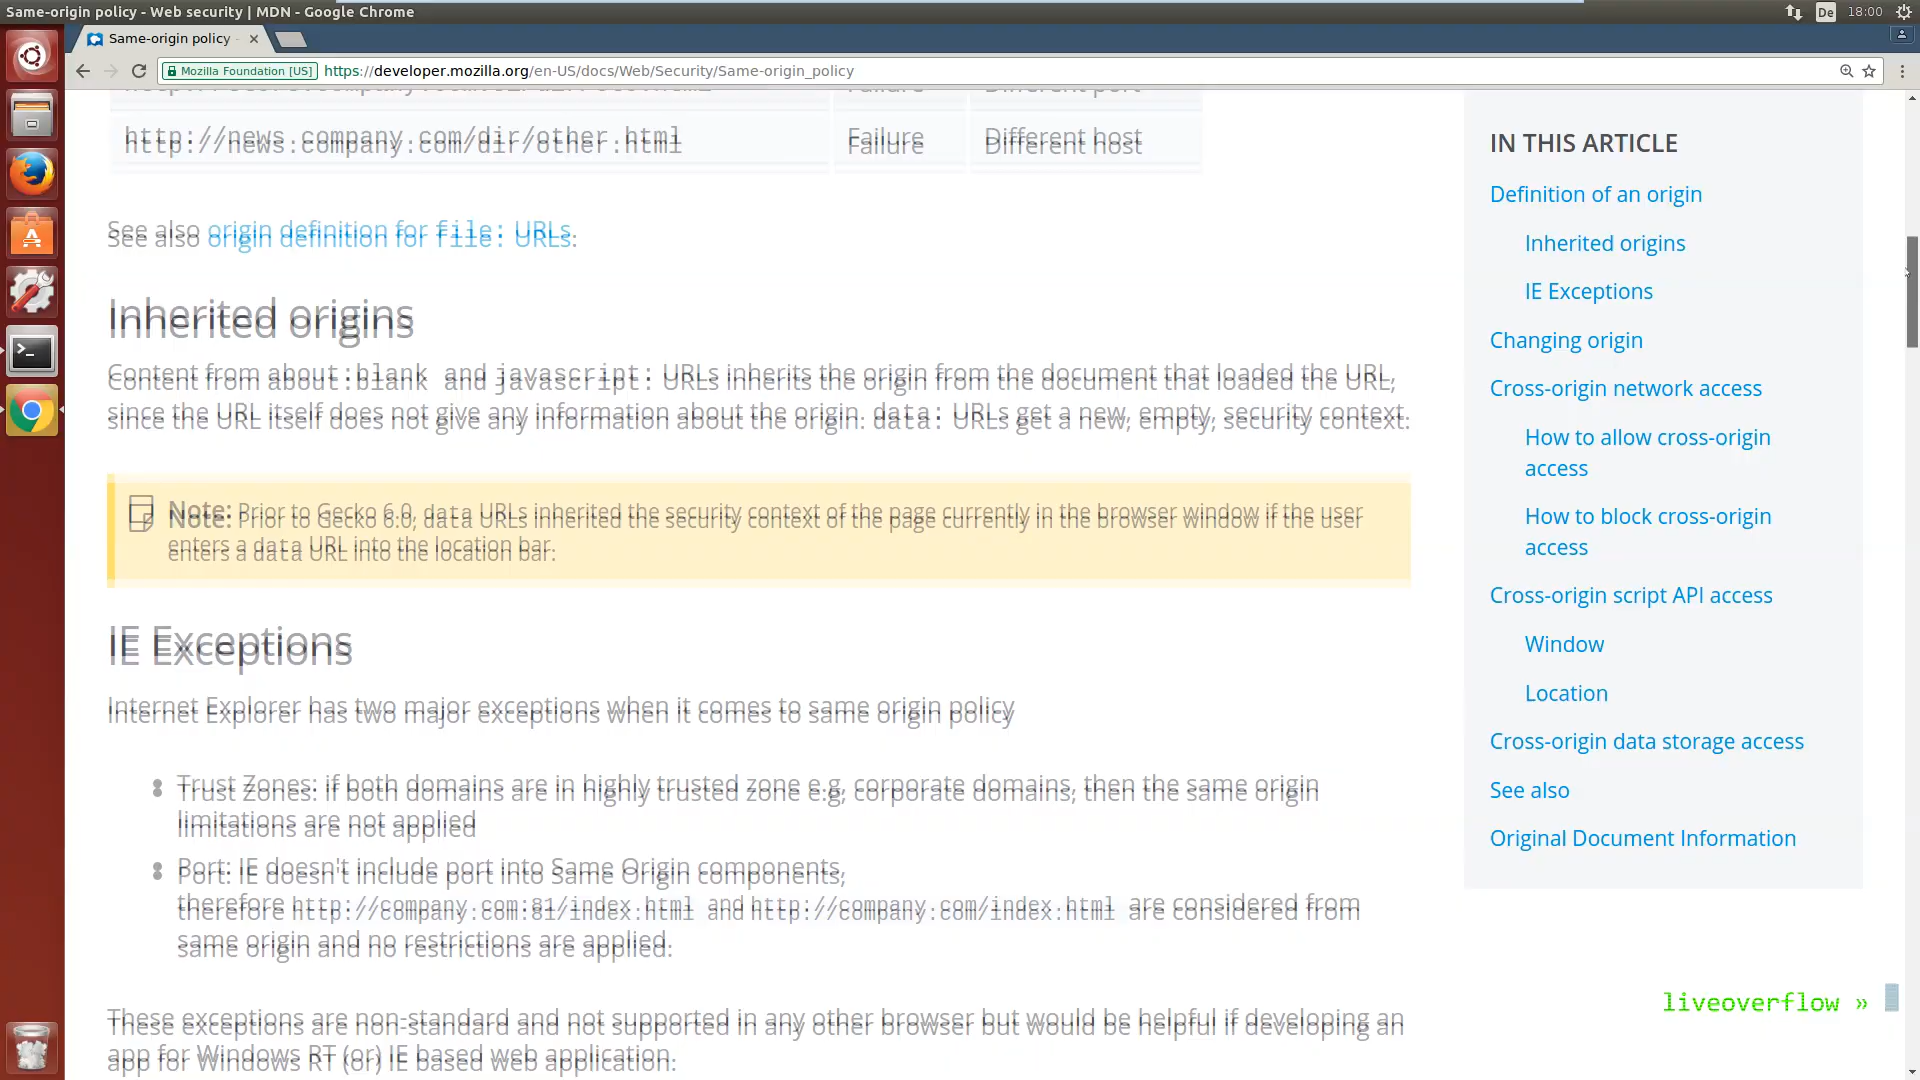 Same-origin policy - Web security | MDN - Google Chrome
De
18:00
Same-origin policy -
Mozilla Foundation [US]
https://developer.mozilla.org/en-US/docs/Web/Security/Same-origin_policy
Failure
Different port
http://news.company.com/dir/other.html
Failure
Different host
See also origin definition for file: URLs.
Inherited origins
Content from about:blank and javascript: URLs inherits the origin from the document that loaded the URL,
since the URL itself does not give any information about the origin. data: URLs get a new, empty, security context.
Note: Prior to Gecko 6.0, data URLs inherited the security context of the page currently in the browser window if the user
enters a data URL into the location bar.
IE Exceptions
Internet Explorer has two major exceptions when it comes to same origin policy
Trust Zones: if both domains are in highly trusted zone e.g, corporate domains, then the same origin
limitations are not applied
Port: IE doesn't include port into Same Origin components,
therefore http://company.com:81/index.html and http://company.com/index.html are considered from
same origin and no restrictions are applied.
These exceptions are non-standard and not supported in any other browser but would be helpful if developing an
app for Windows RT (or) IE based web application.
IN THIS ARTICLE
Definition of an origin
Inherited origins
IE Exceptions
Changing origin
Cross-origin network access
How to allow cross-origin
access
How to block cross-origin
access
Cross-origin script API access
Window
Location
Cross-origin data storage access
See also
Original Document Information
liveoverflow »